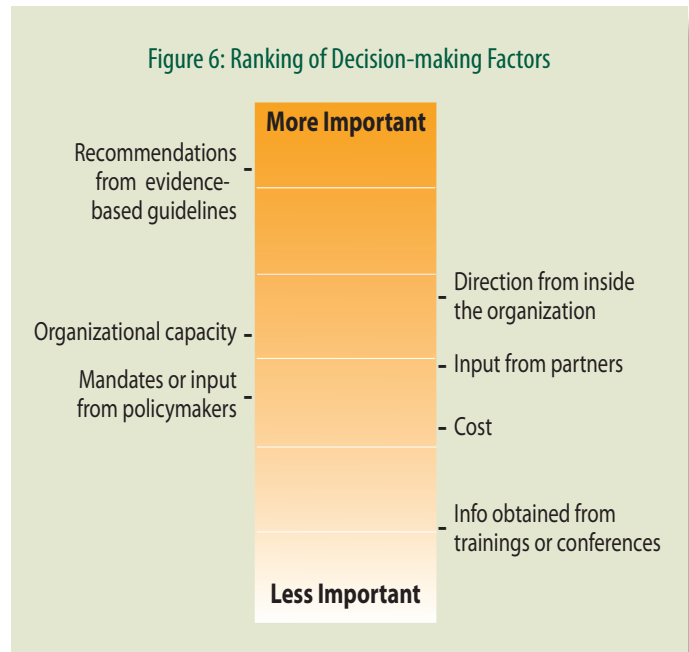 Figure 6: Ranking of Decision-making Factors
More Important
Recommendations
from evidence-
based guidelines
Direction from inside
the organization
Organizational capacity
Input from partners
Mandates or input
from policymakers
Cost
Info obtained from
trainings or conferences
Less Important